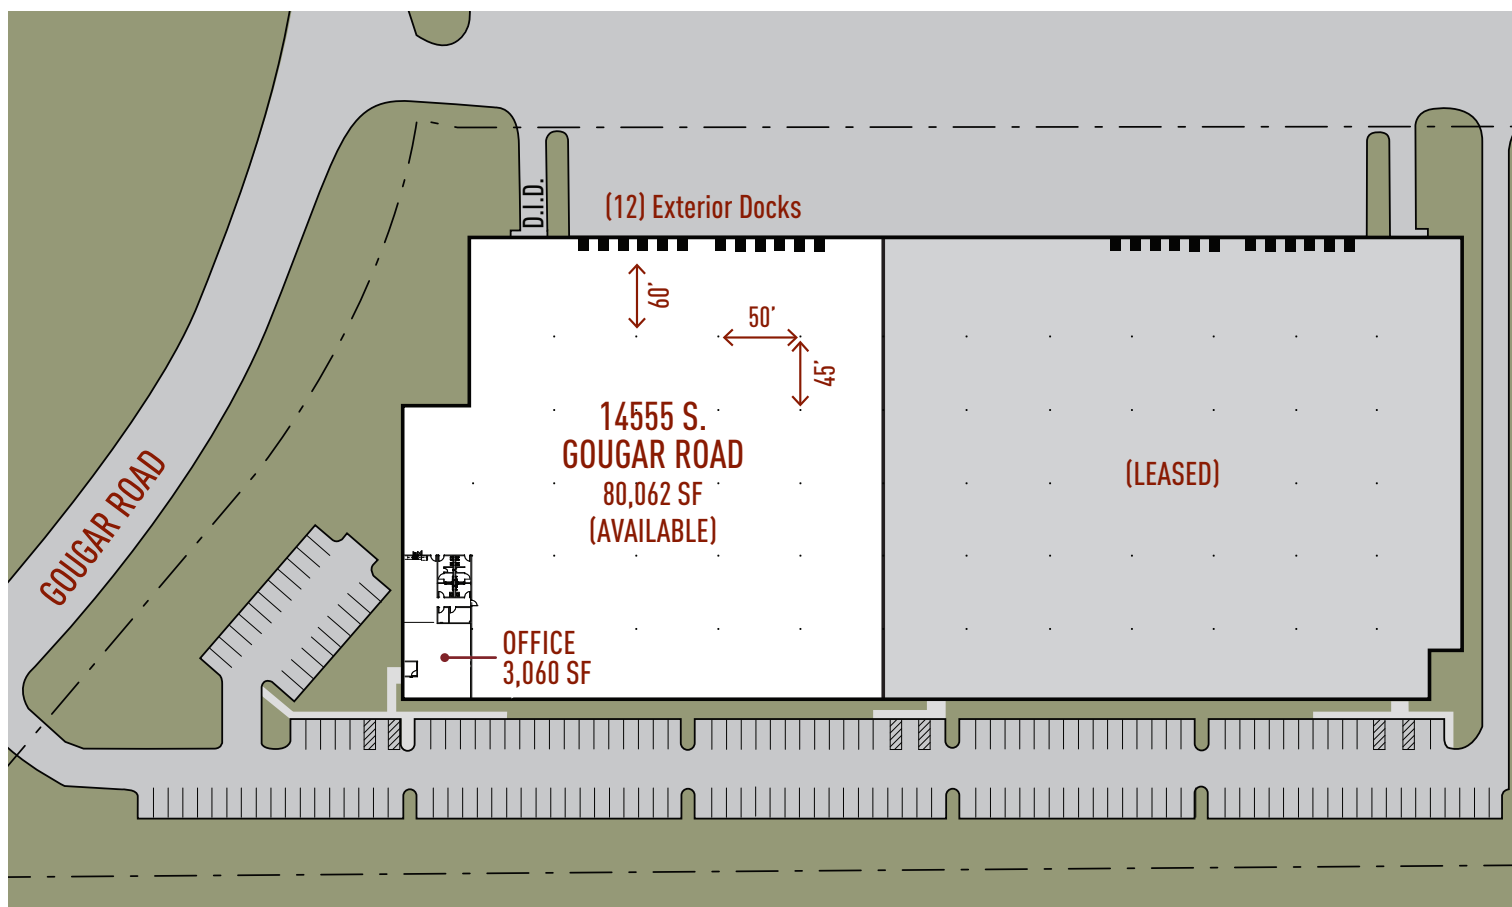 D.I.D.
(12) Exterior Docks
60'
50'
45'
14555 S.
GOUGAR ROAD
80,062 SF
(AVAILABLE)
(LEASED)
GOUGAR ROAD
OFFICE
3,060 SF